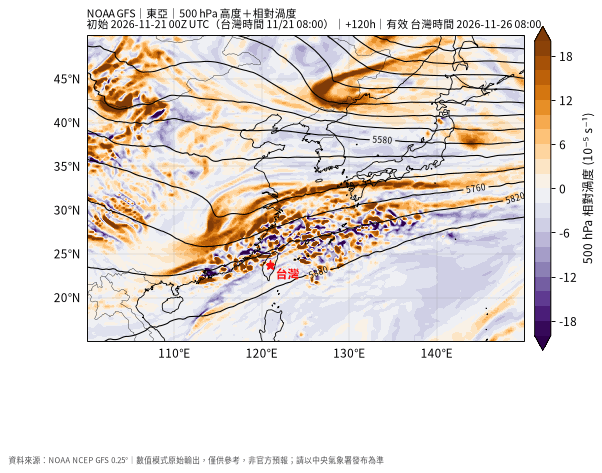 NOAA GFS｜東亞｜500 hPa 高度＋相對渦度
初始 2026-11-21 00Z UTC（台灣時間 11/21 08:00）｜+120h｜有效 台灣時間 2026-11-26 08:00
45°N
40°N
35°N
30°N
25°N
20°N
110°E
120°E
130°E
140°E
5580
5760
5820
5880
台灣
18
12
6
0
-6
-12
-18
500 hPa 相對渦度 (10⁻⁵ s⁻¹)
資料來源：NOAA NCEP GFS 0.25°｜數值模式原始輸出，僅供參考，非官方預報；請以中央氣象署發布為準